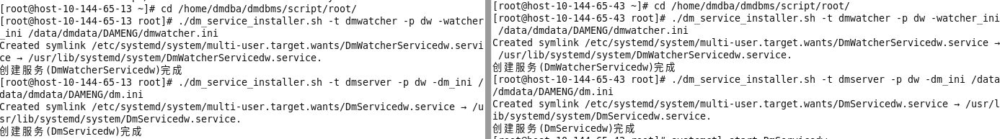 [root@host-10-144-65-13 ~]# cd /home/dmdba/dmdbms/script/root/
[root@host-10-144-65-13 root]# ./dm_service_installer.sh -t dmwatcher -p dw -watcher
_ini /data/dmdata/DAMENG/dmwatcher.ini
Created symlink /etc/systemd/system/multi-user.target.wants/DmWatcherServicedw.servi
ce → /usr/lib/systemd/system/DmWatcherServicedw.service.
创建服务(DmWatcherServicedw)完成
[root@host-10-144-65-13 root]# ./dm_service_installer.sh -t dmserver -p dw -dm_ini /
data/dmdata/DAMENG/dm.ini
Created symlink /etc/systemd/system/multi-user.target.wants/DmServicedw.service → /u
sr/lib/systemd/system/DmServicedw.service.
创建服务(DmServicedw)完成
[root@host-10-144-65-43 ~]# cd /home/dmdba/dmdbms/script/root/
[root@host-10-144-65-43 root]# ./dm_service_installer.sh -t dmwatcher -p dw -watcher_ini
/data/dmdata/DAMENG/dmwatcher.ini
Created symlink /etc/systemd/system/multi-user.target.wants/DmWatcherServicedw.service →
/usr/lib/systemd/system/DmWatcherServicedw.service.
创建服务(DmWatcherServicedw)完成
[root@host-10-144-65-43 root]# ./dm_service_installer.sh -t dmserver -p dw -dm_ini /data
/dmdata/DAMENG/dm.ini
Created symlink /etc/systemd/system/multi-user.target.wants/DmServicedw.service → /usr/l
ib/systemd/system/DmServicedw.service.
创建服务(DmServicedw)完成